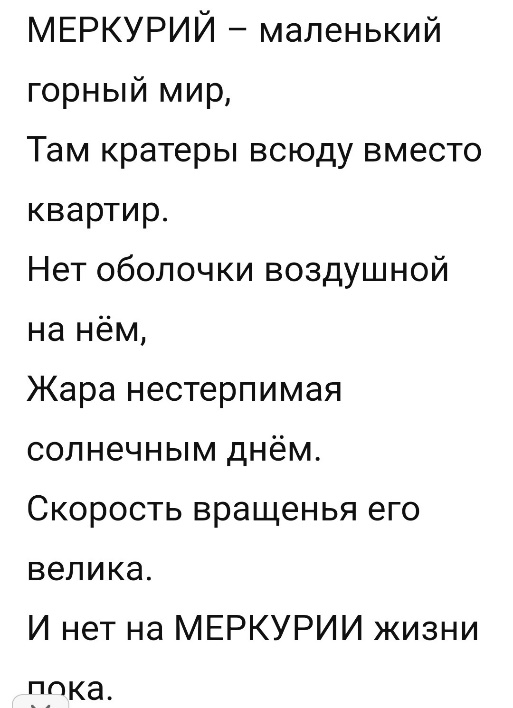 МЕРКУРИЙ – маленький
горный мир,
Там кратеры всюду вместо
квартир.
Нет оболочки воздушной
на нём,
Жара нестерпимая
солнечным днём.
Скорость вращенья его
велика.
И нет на МЕРКУРИИ жизни
пока.